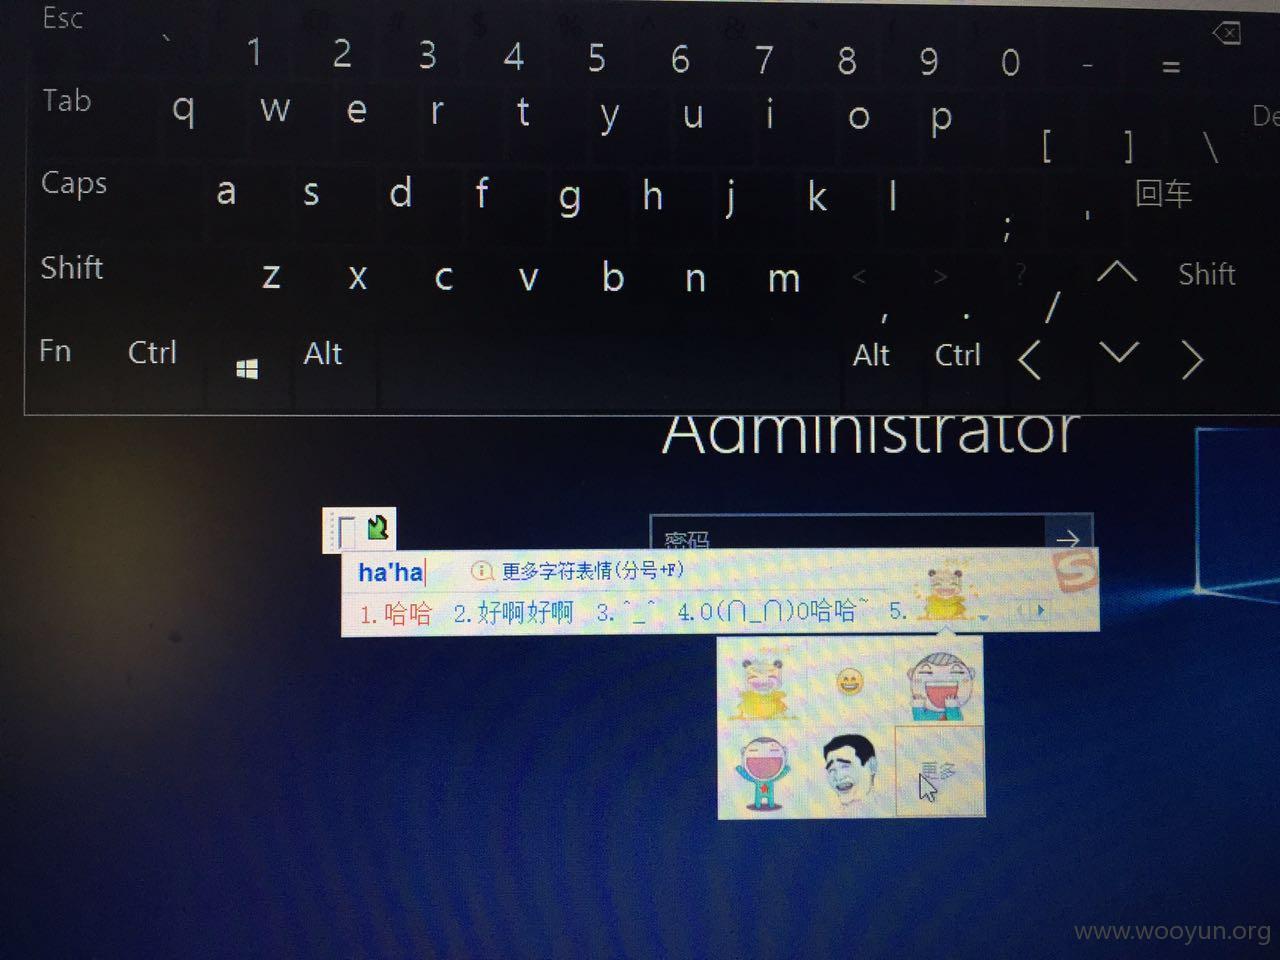 Esc
` 1 2 3 4 5 6 7 8 9 0 - =
Tab q w e r t y u i o p [ ] \ De
Caps a s d f g h j k l ; ' 回车
Shift z x c v b n m < , > . ? / Shift
Fn Ctrl Alt Alt Ctrl
Administrator
密码
ha'ha 更多字符表情(分号+F)
1.哈哈 2.好啊好啊 3.^_^ 4.O(∩_∩)O哈哈~ 5.
S
更多
www.wooyun.org